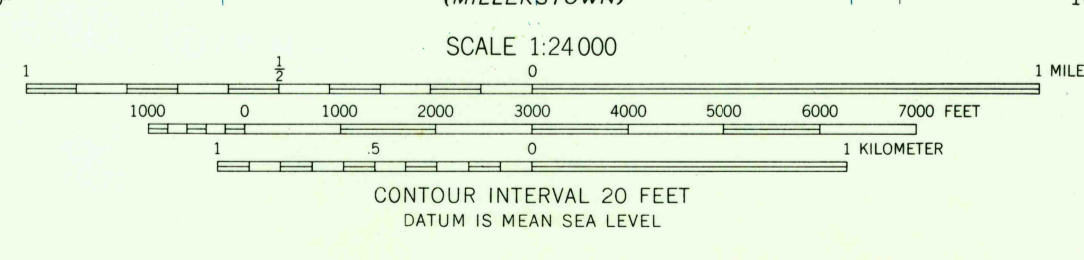 (MILLERSTOWN)
SCALE 1:24 000
1 1/2 0 1 MILE
1000 0 1000 2000 3000 4000 5000 6000 7000 FEET
1 .5 0 1 KILOMETER
CONTOUR INTERVAL 20 FEET
DATUM IS MEAN SEA LEVEL